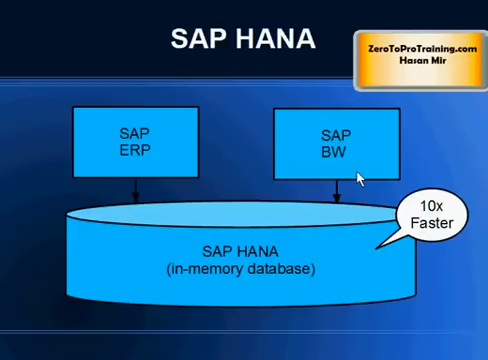 SAP HANA
ZeroToProTraining.com
Hasan Mir
SAP
ERP
SAP
BW
10x
Faster
SAP HANA
(in-memory database)